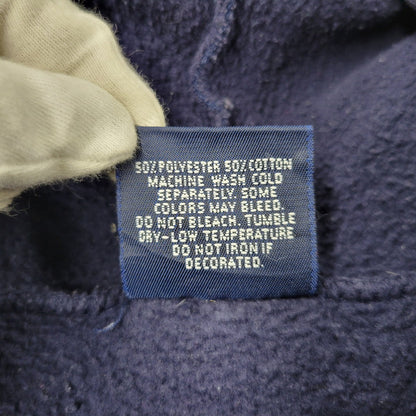 50% POLYESTER 50% COTTON
MACHINE WASH COLD
SEPARATELY. SOME
COLORS MAY BLEED.
DO NOT BLEACH. TUMBLE
DRY-LOW TEMPERATURE
DO NOT IRON IF
DECORATED.